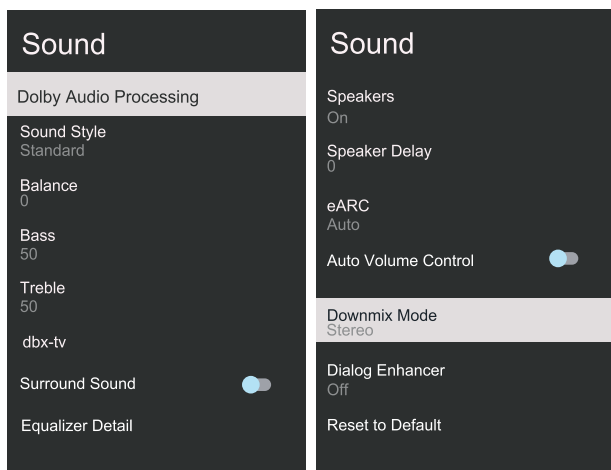 Sound
Dolby Audio Processing
Sound Style
Standard
Balance
0
Bass
50
Treble
50
dbx-tv
Surround Sound
Equalizer Detail
Sound
Speakers
On
Speaker Delay
0
eARC
Auto
Auto Volume Control
Downmix Mode
Stereo
Dialog Enhancer
Off
Reset to Default